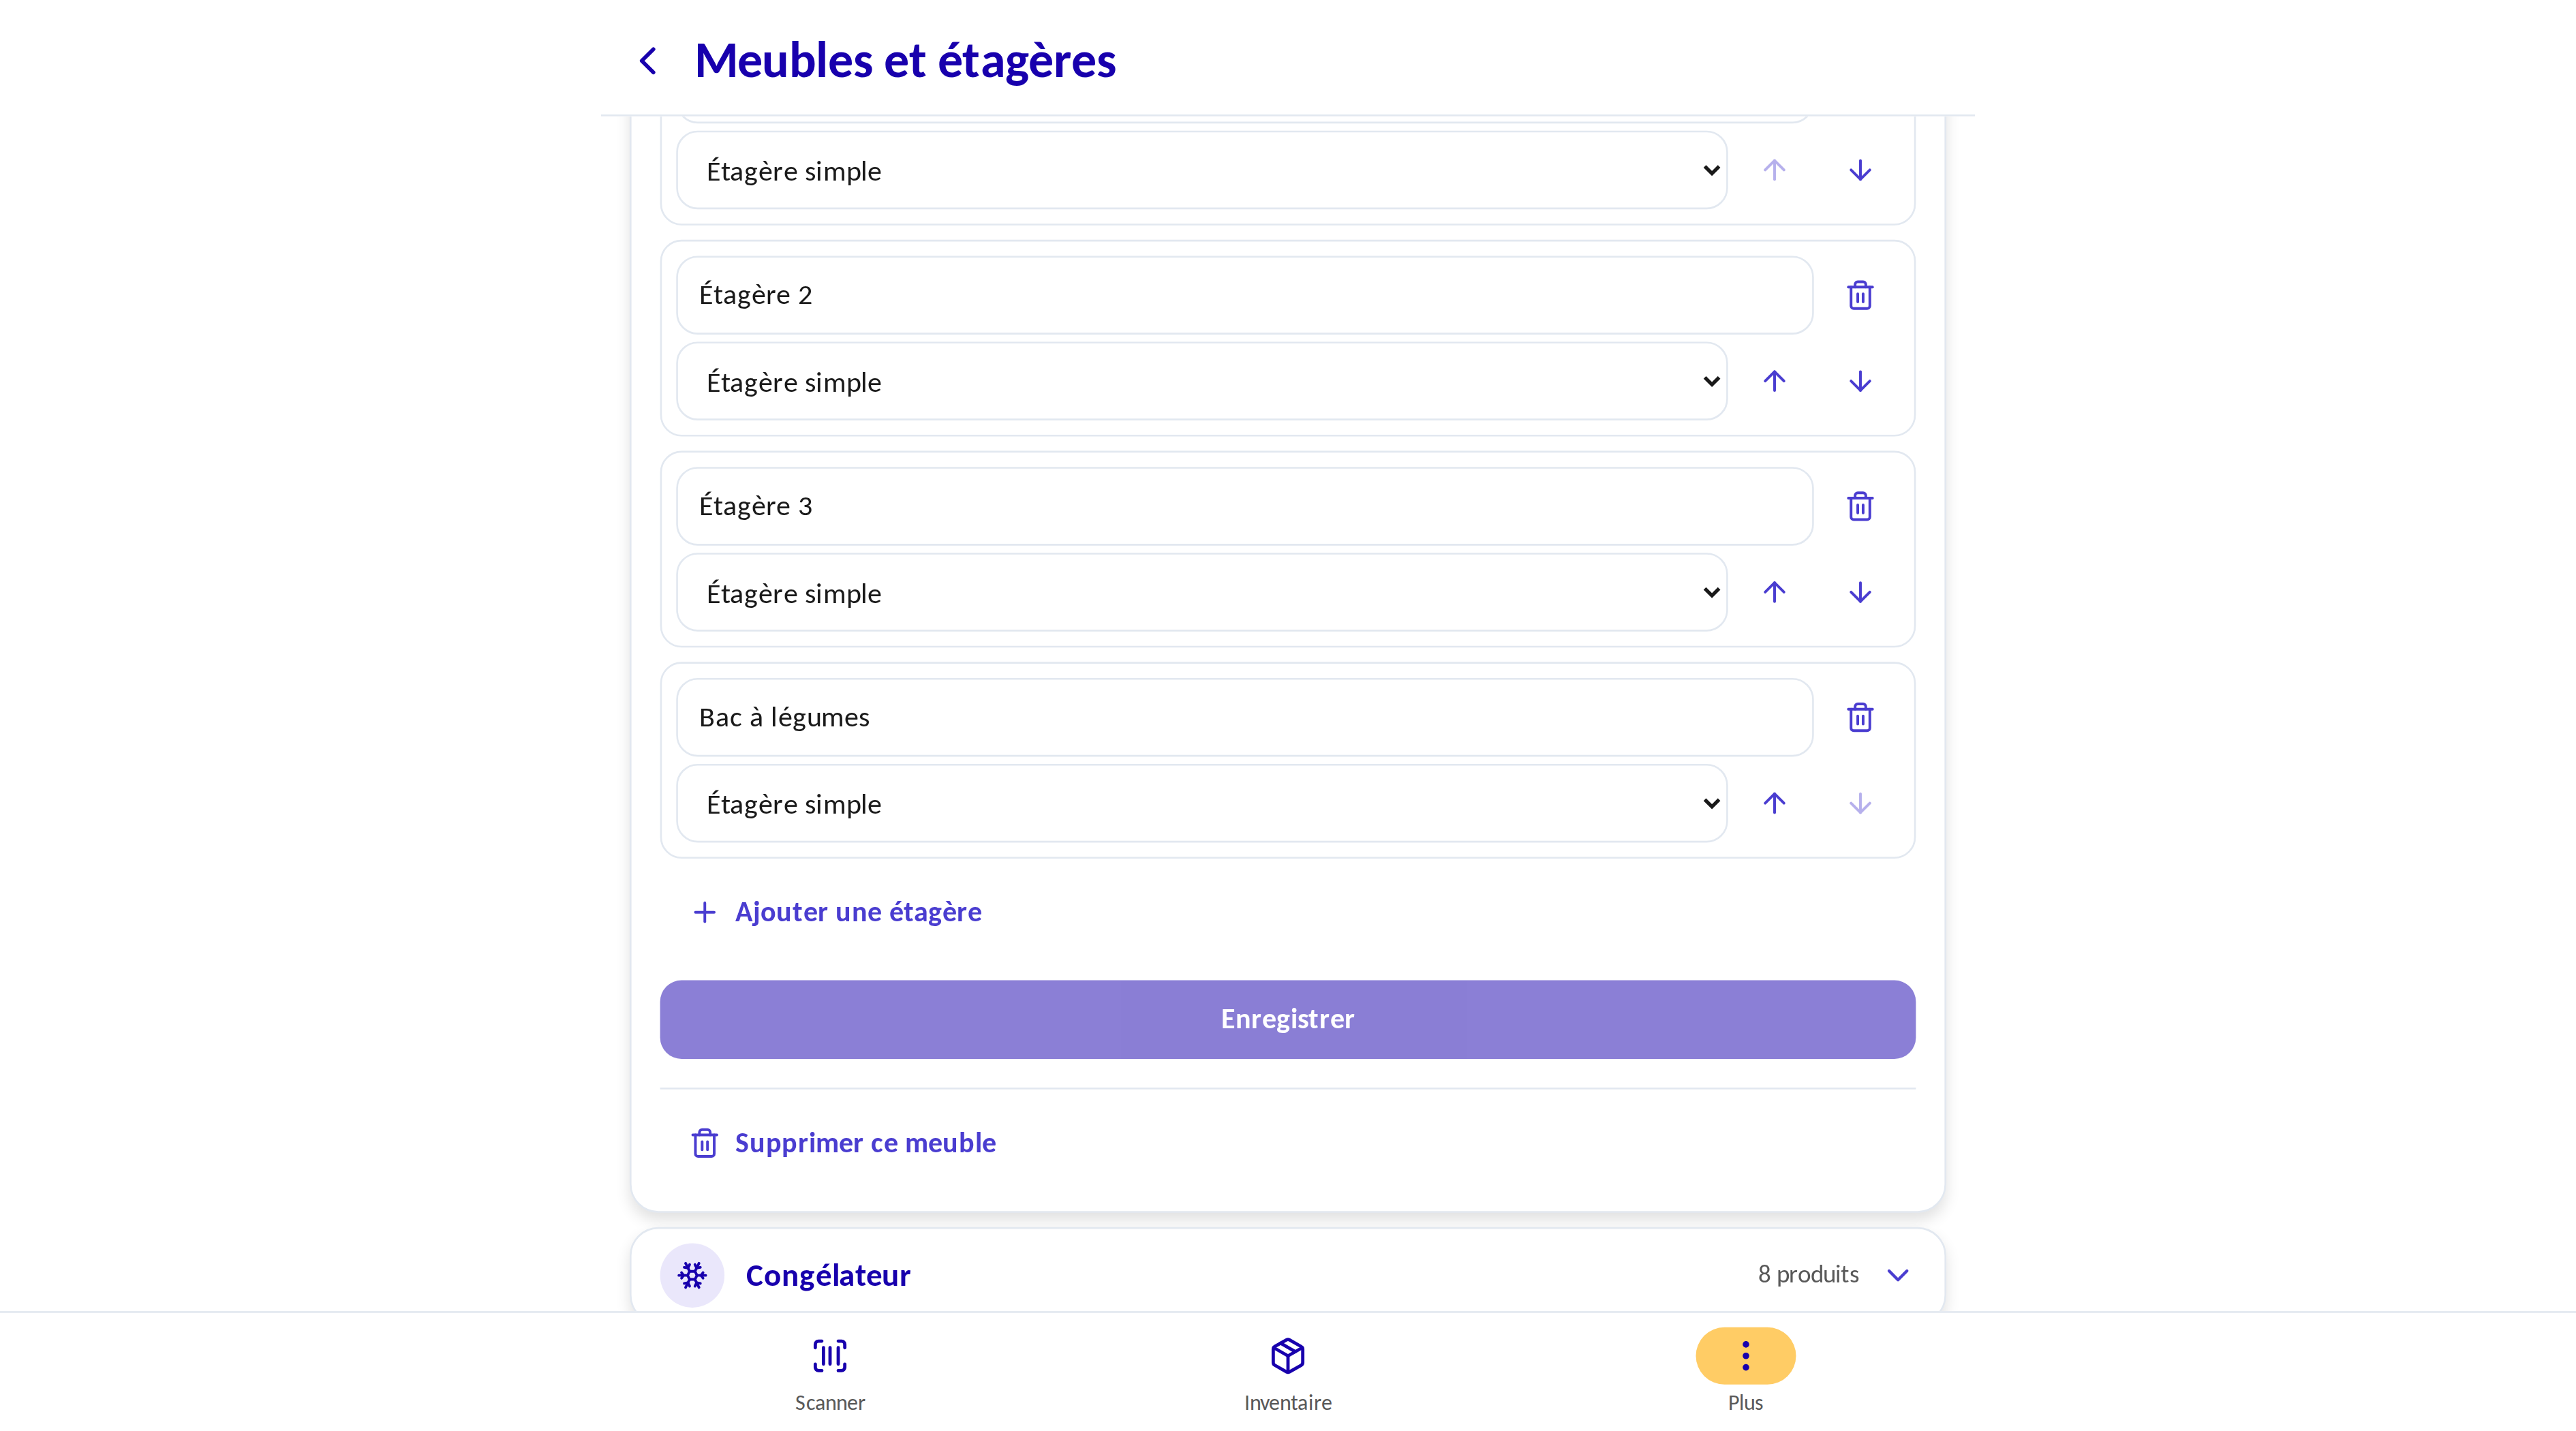 Meubles et étagères
Étagère simple
Étagère 2
Étagère simple
Étagère 3
Étagère simple
Bac à légumes
Étagère simple
Ajouter une étagère
Enregistrer
Supprimer ce meuble
Congélateur
8 produits
Scanner
Inventaire
Plus